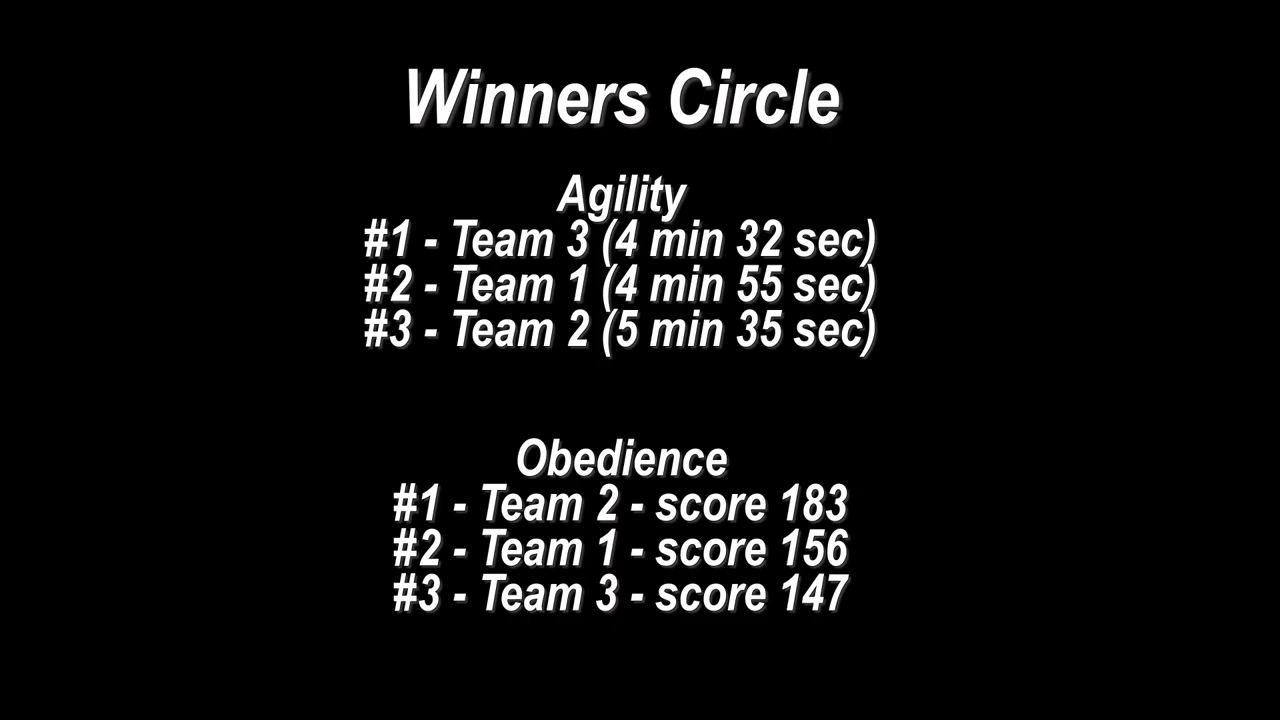 Winners Circle
Agility
#1 - Team 3 (4 min 32 sec)
#2 - Team 1 (4 min 55 sec)
#3 - Team 2 (5 min 35 sec)
Obedience
#1 - Team 2 - score 183
#2 - Team 1 - score 156
#3 - Team 3 - score 147